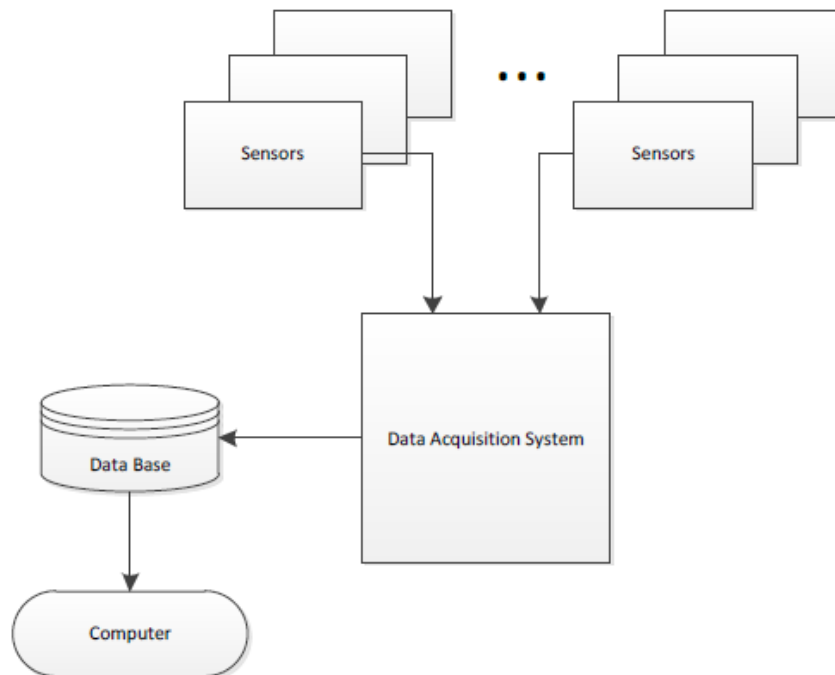 Sensors
Sensors
Data Acquisition System
Data Base
Computer